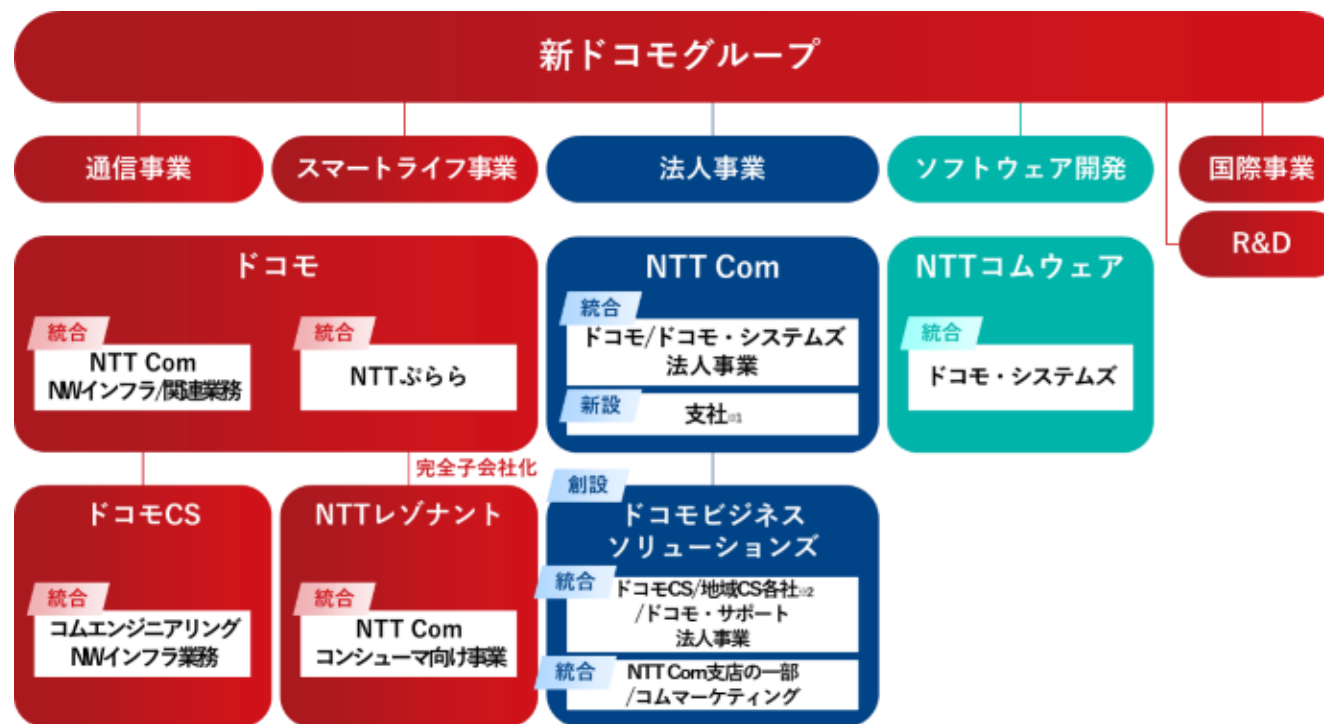 新ドコモグループ
通信事業
スマートライフ事業
法人事業
ソフトウェア開発
国際事業
R&D
ドコモ
統合
NTT Com
NWインフラ/関連業務
統合
NTTぷらら
NTT Com
統合
ドコモ/ドコモ・システムズ
法人事業
新設
支社※1
NTTコムウェア
統合
ドコモ・システムズ
完全子会社化
ドコモCS
統合
コムエンジニアリング
NWインフラ業務
NTTレゾナント
統合
NTT Com
コンシューマ向け事業
創設
ドコモビジネス
ソリューションズ
統合
ドコモCS/地域CS各社※2
/ドコモ・サポート
法人事業
統合
NTT Com支店の一部
/コムマーケティング